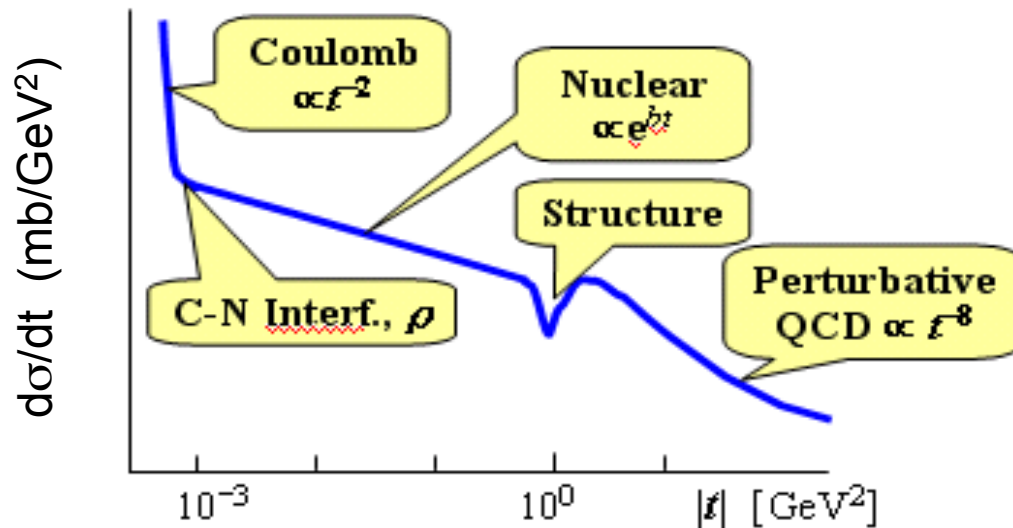 dσ/dt (mb/GeV²)
Coulomb
∝t⁻²
Nuclear
∝e^bt
Structure
C-N Interf., ρ
Perturbative
QCD ∝ t⁻⁸
10⁻³
10⁰
|t| [GeV²]